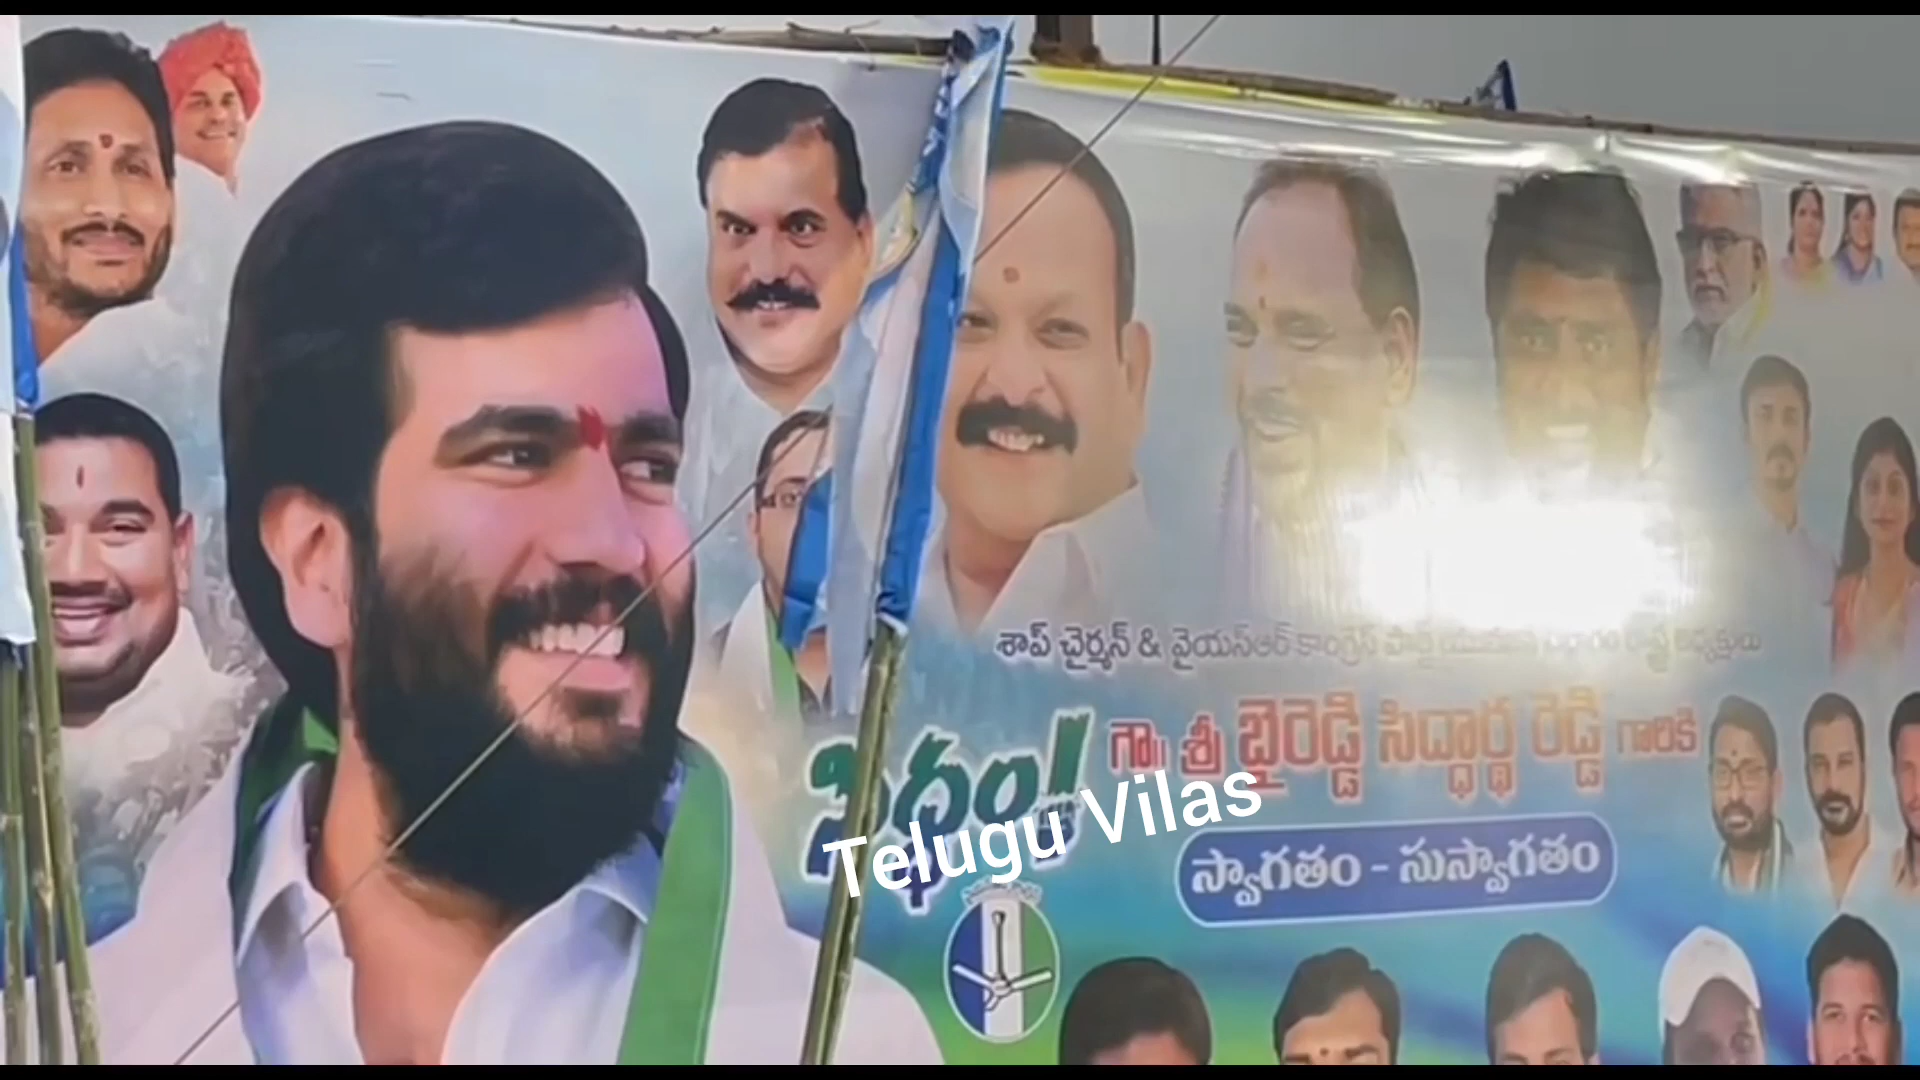 శాప్ చైర్మన్ & వైయస్ఆర్ కాంగ్రెస్ పార్టీ
సిద్ధం!
గౌ॥ శ్రీ బైరెడ్డి సిద్ధార్థ రెడ్డి గారికి
Telugu Vilas
స్వాగతం - సుస్వాగతం